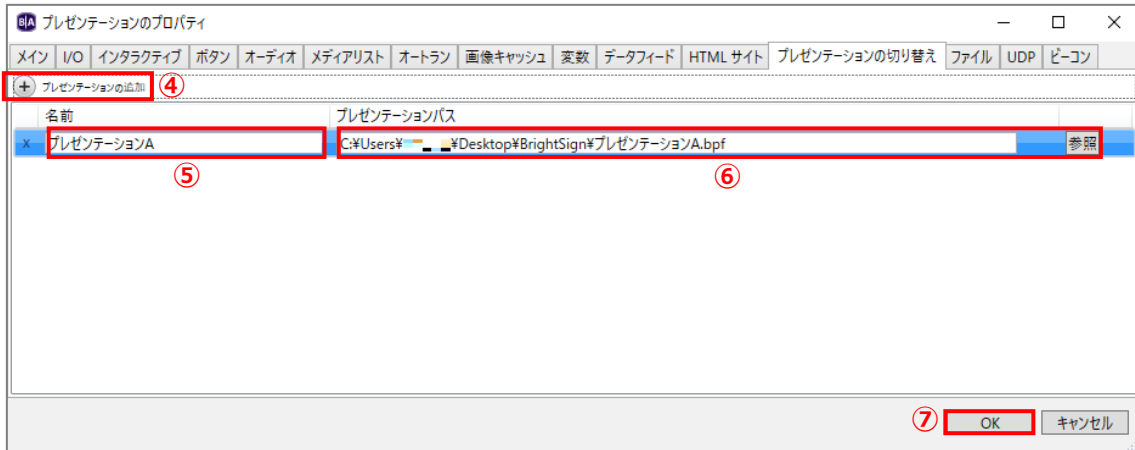 BA プレゼンテーションのプロパティ
メイン I/O インタラクティブ ボタン オーディオ メディアリスト オートラン 画像キャッシュ 変数 データフィード HTML サイト プレゼンテーションの切り替え ファイル UDP ビーコン
+ プレゼンテーションの追加 ④
名前 プレゼンテーションパス
x プレゼンテーションA C:¥Users¥ ¥Desktop¥BrightSign¥プレゼンテーションA.bpf 参照
⑤ ⑥
⑦ OK キャンセル